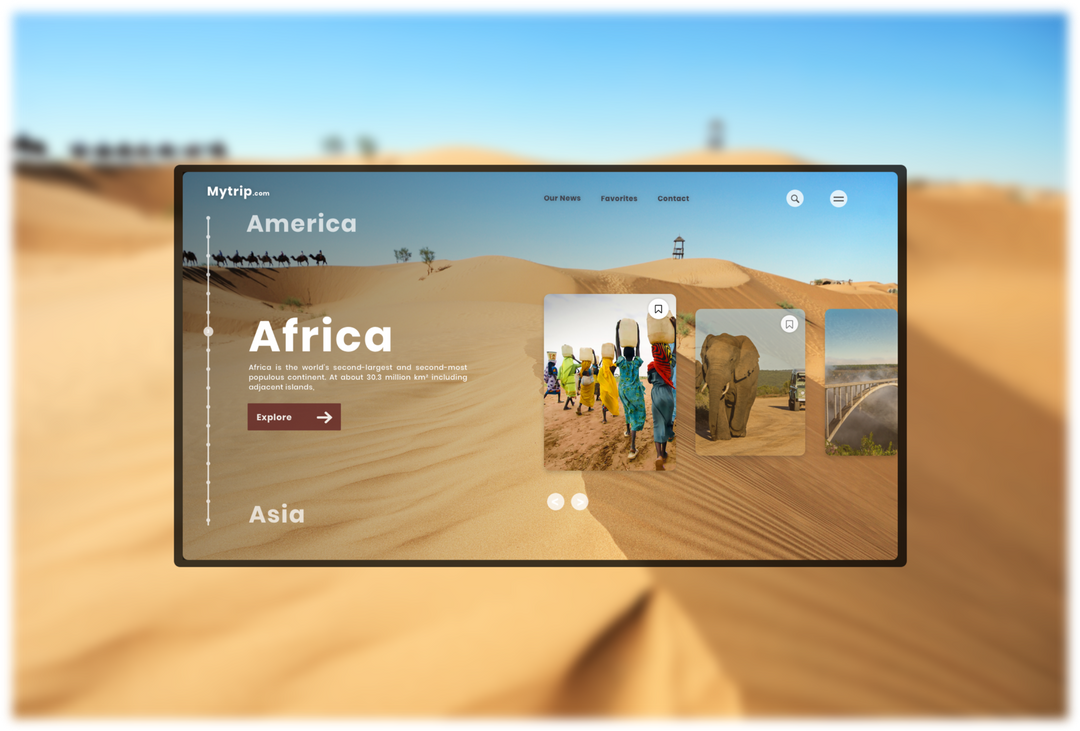 Mytrip.com
Our News Favorites Contact
America
Africa
Africa is the world's second-largest and second-most
populous continent. At about 30.3 million km² including
adjacent islands,
Explore
Asia